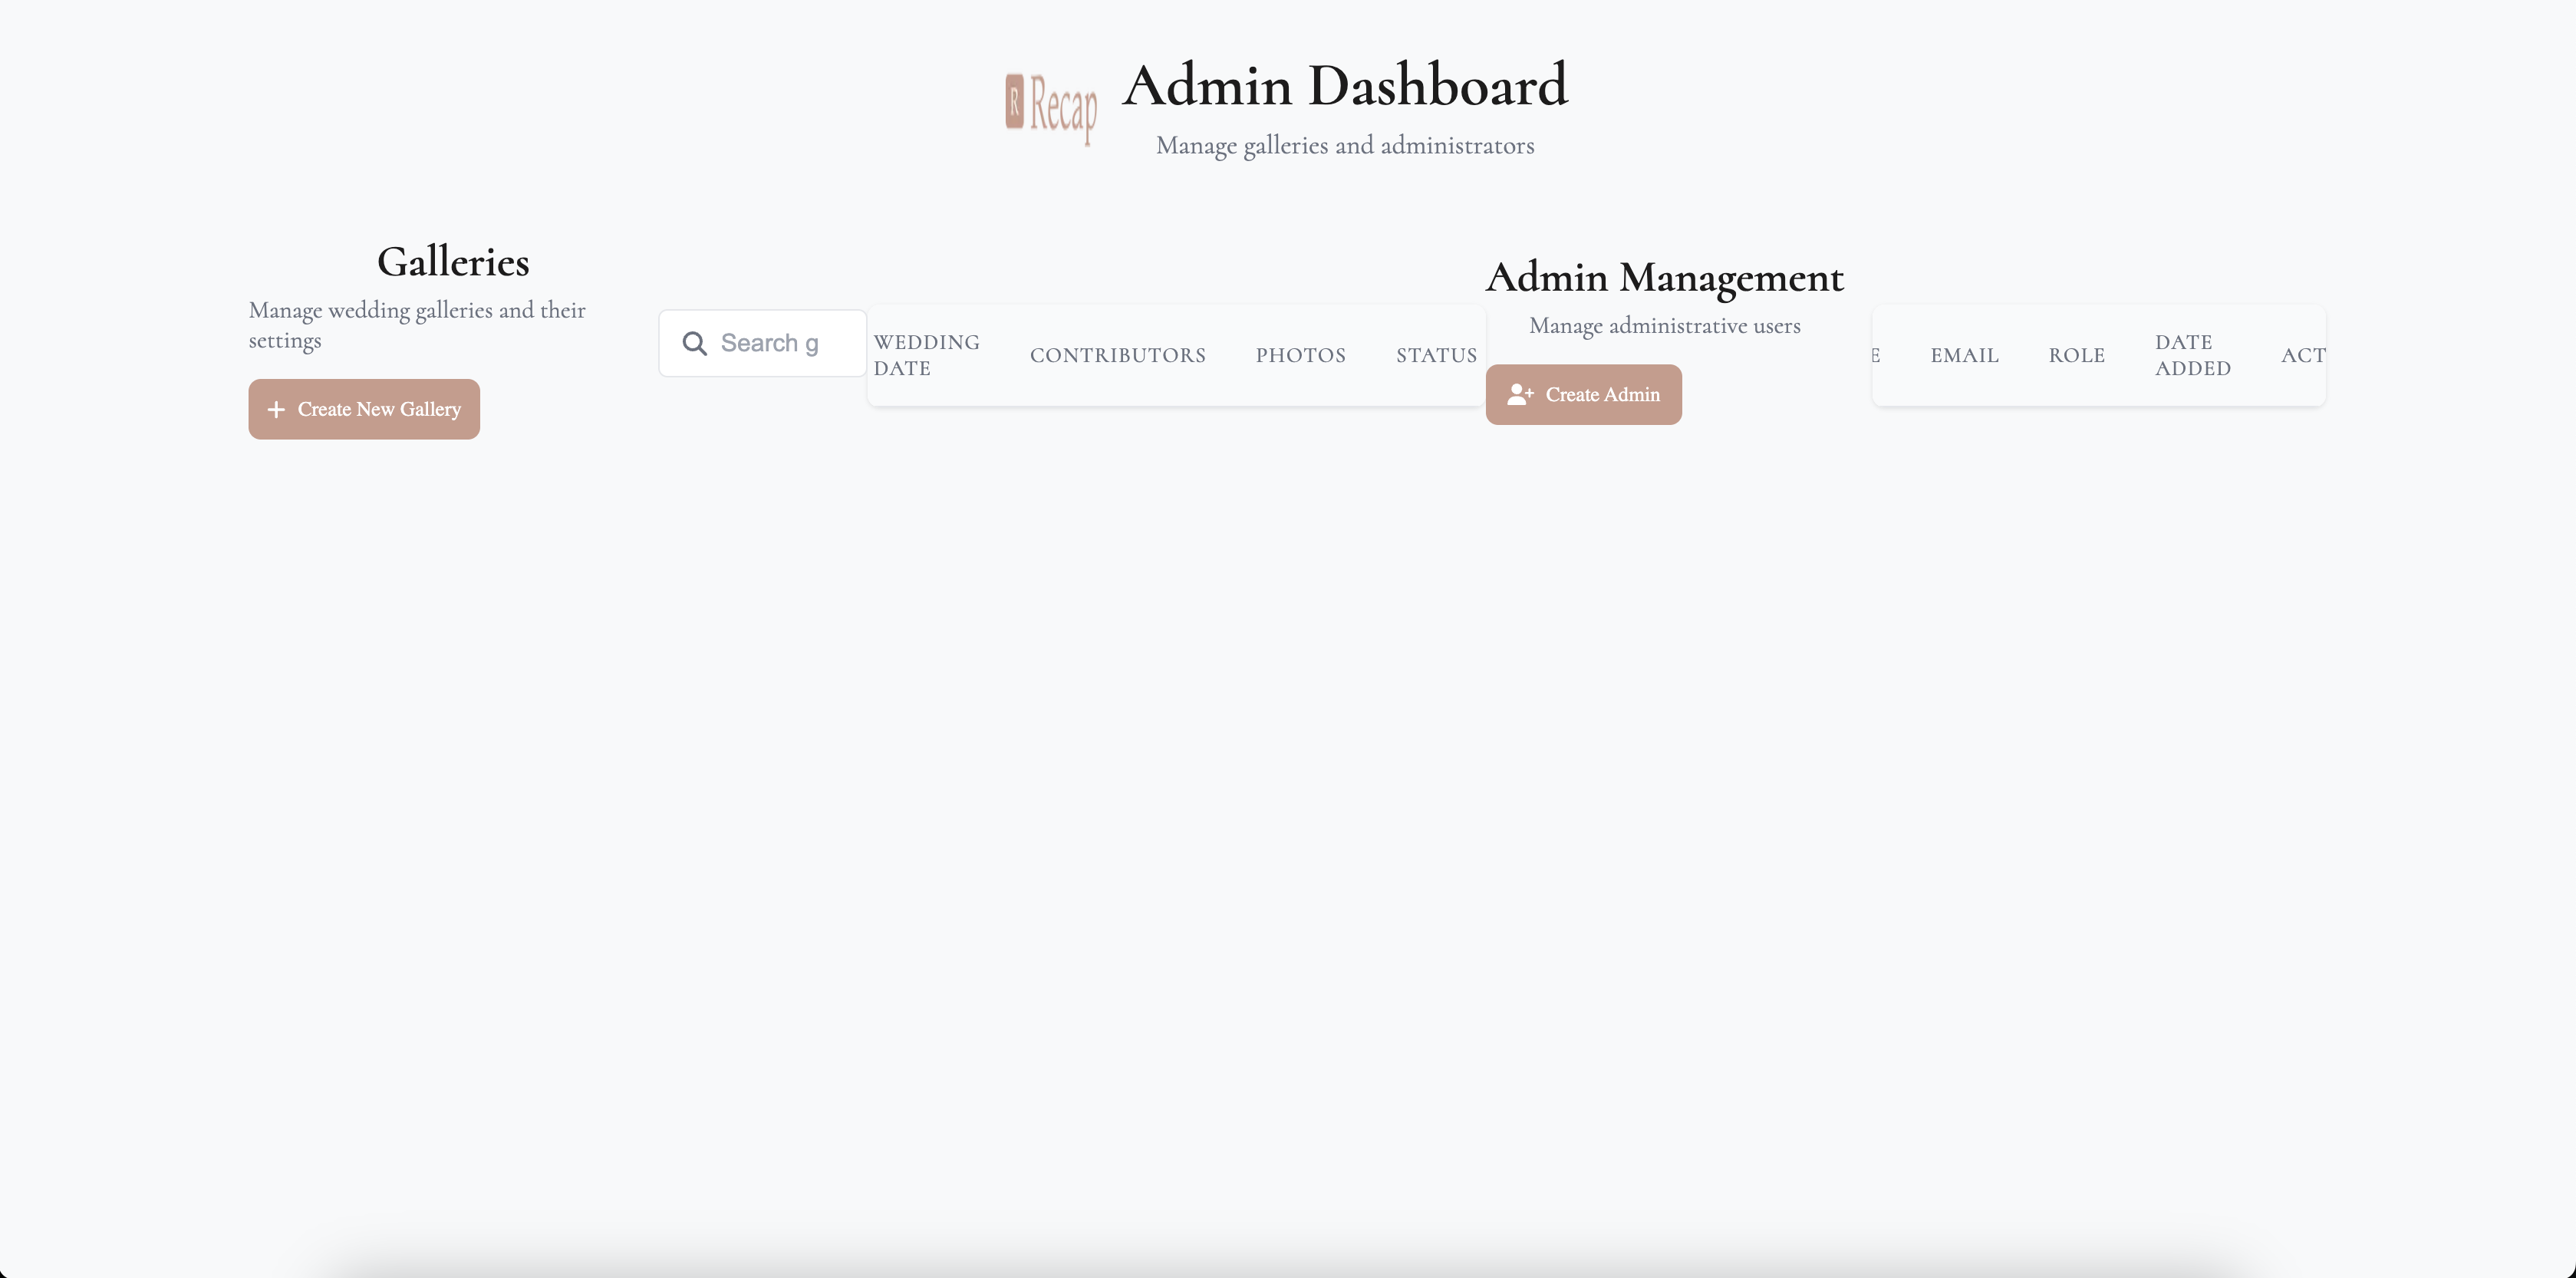 R Recap
Admin Dashboard
Manage galleries and administrators
Galleries
Manage wedding galleries and their
settings
Create New Gallery
Search g
WEDDING
DATE
CONTRIBUTORS
PHOTOS
STATUS
Admin Management
Manage administrative users
Create Admin
E
EMAIL
ROLE
DATE
ADDED
ACT